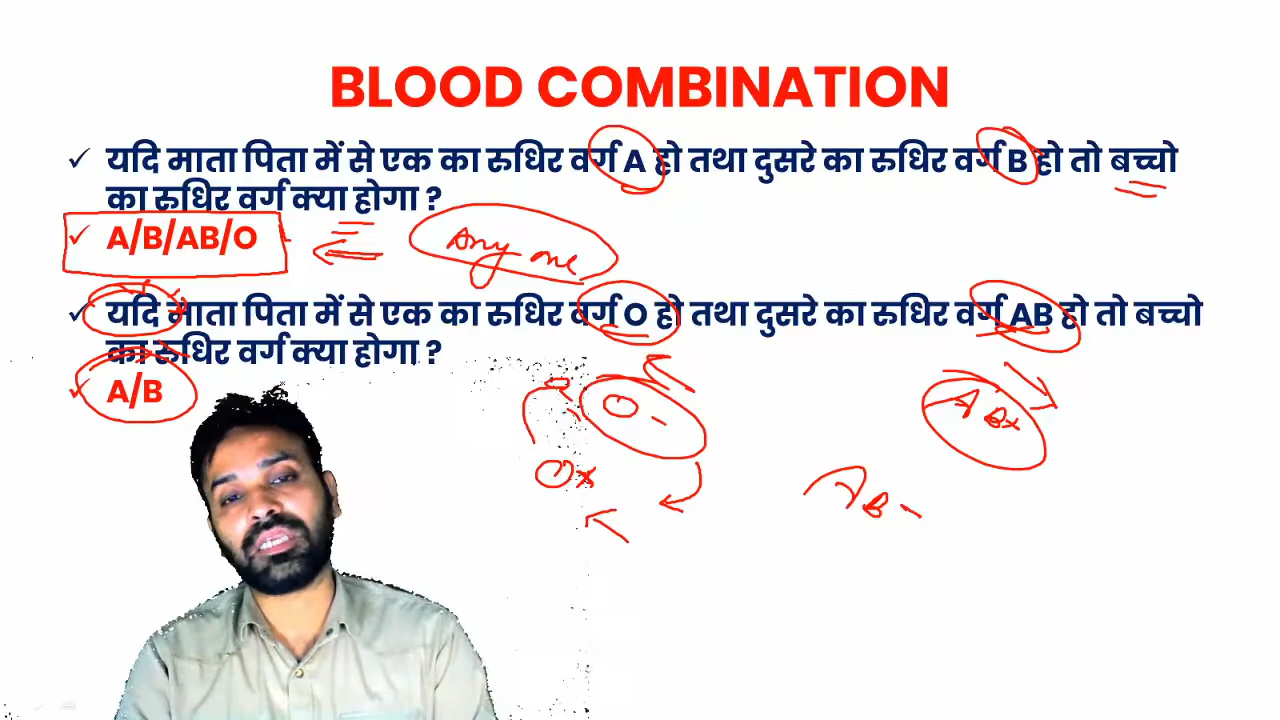 BLOOD COMBINATION
✓ यदि माता पिता में से एक का रुधिर वर्ग A हो तथा दुसरे का रुधिर वर्ग B हो तो बच्चो
का रुधिर वर्ग क्या होगा ?
✓ A/B/AB/O
Any one
✓ यदि माता पिता में से एक का रुधिर वर्ग O हो तथा दुसरे का रुधिर वर्ग AB हो तो बच्चो
का रुधिर वर्ग क्या होगा ?
✓ A/B
O -
AB
O
AB -